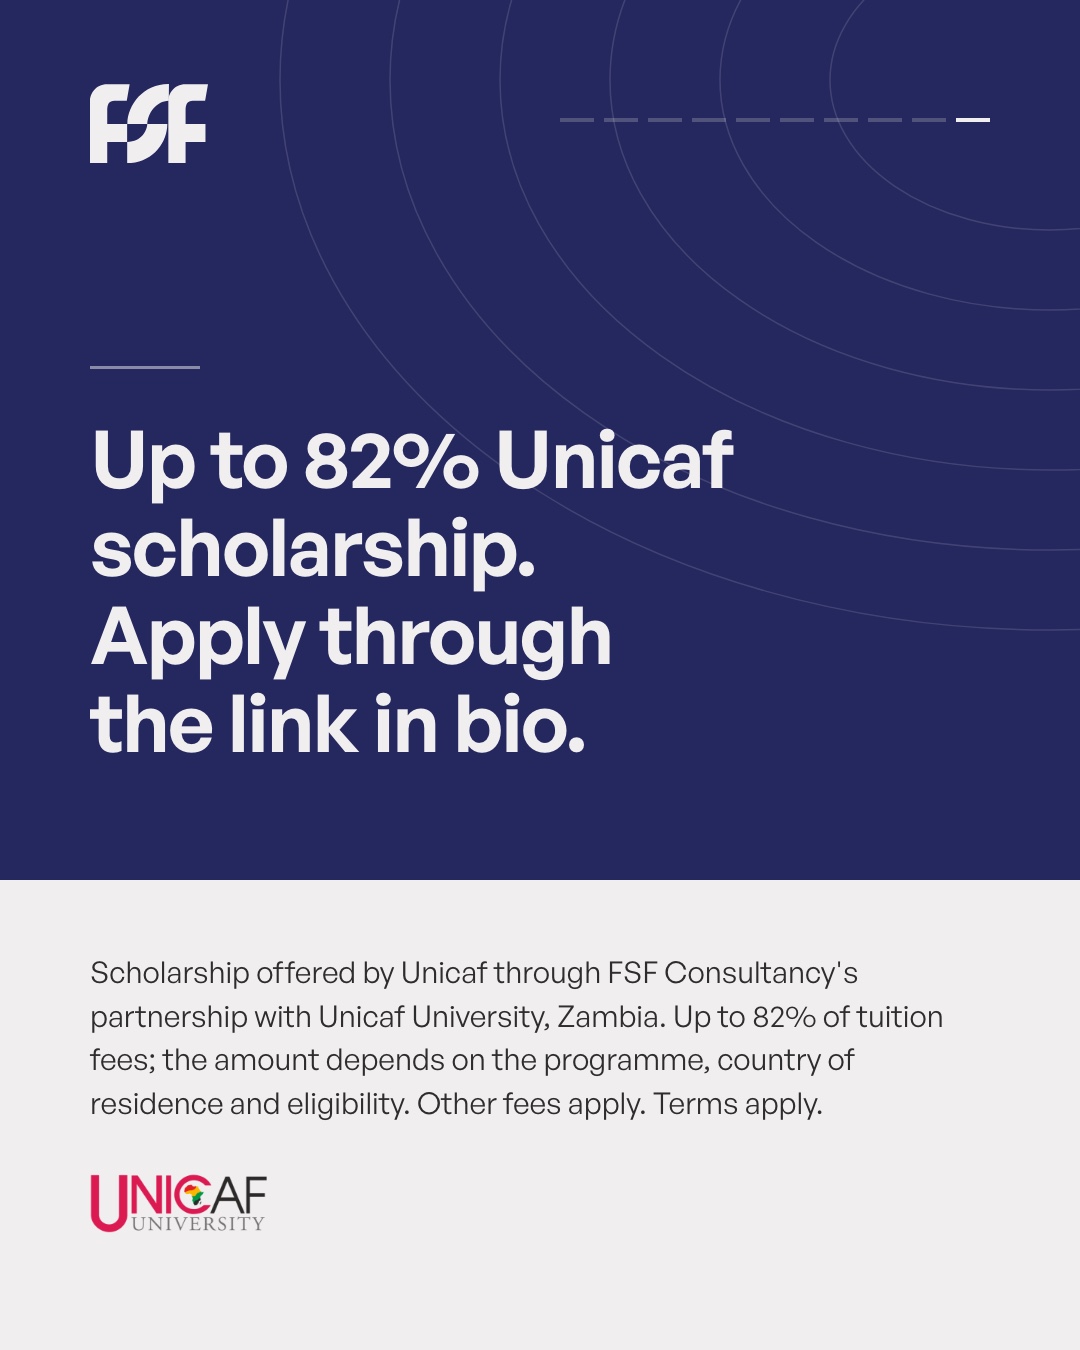 FSF
Up to 82% Unicaf
scholarship.
Apply through
the link in bio.
Scholarship offered by Unicaf through FSF Consultancy's
partnership with Unicaf University, Zambia. Up to 82% of tuition
fees; the amount depends on the programme, country of
residence and eligibility. Other fees apply. Terms apply.
UNICAF
UNIVERSITY